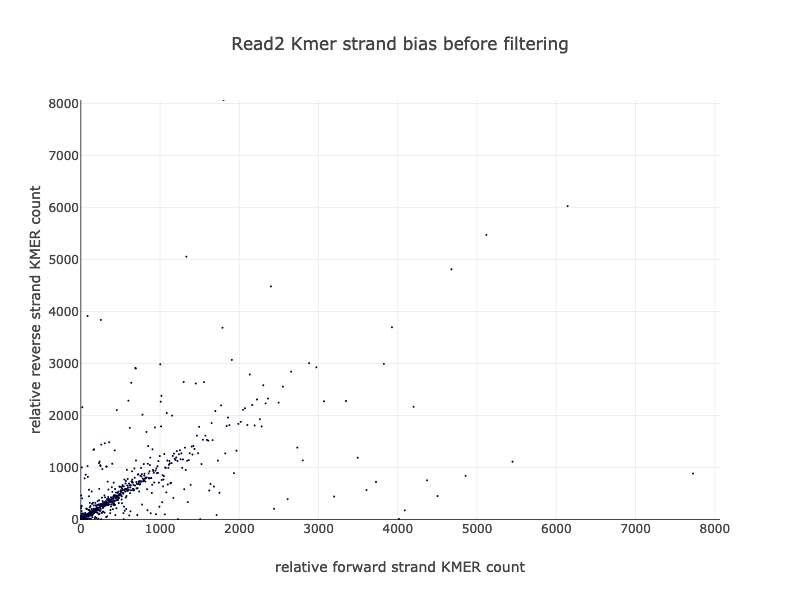 Read2 Kmer strand bias before filtering
relative reverse strand KMER count
8000
7000
6000
5000
4000
3000
2000
1000
0
0 1000 2000 3000 4000 5000 6000 7000 8000
relative forward strand KMER count